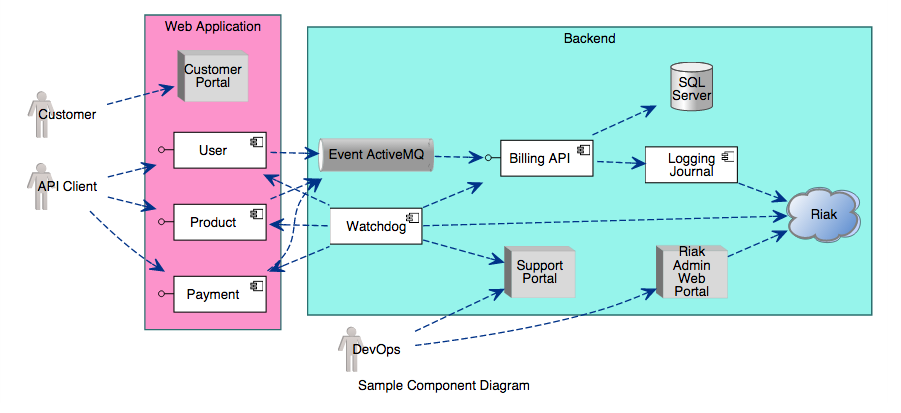 Web Application
Backend
Customer
Portal
SQL
Server
Customer
User
Event ActiveMQ
Billing API
Logging
Journal
API Client
Product
Watchdog
Riak
Support
Portal
Riak
Admin
Web
Portal
Payment
DevOps
Sample Component Diagram